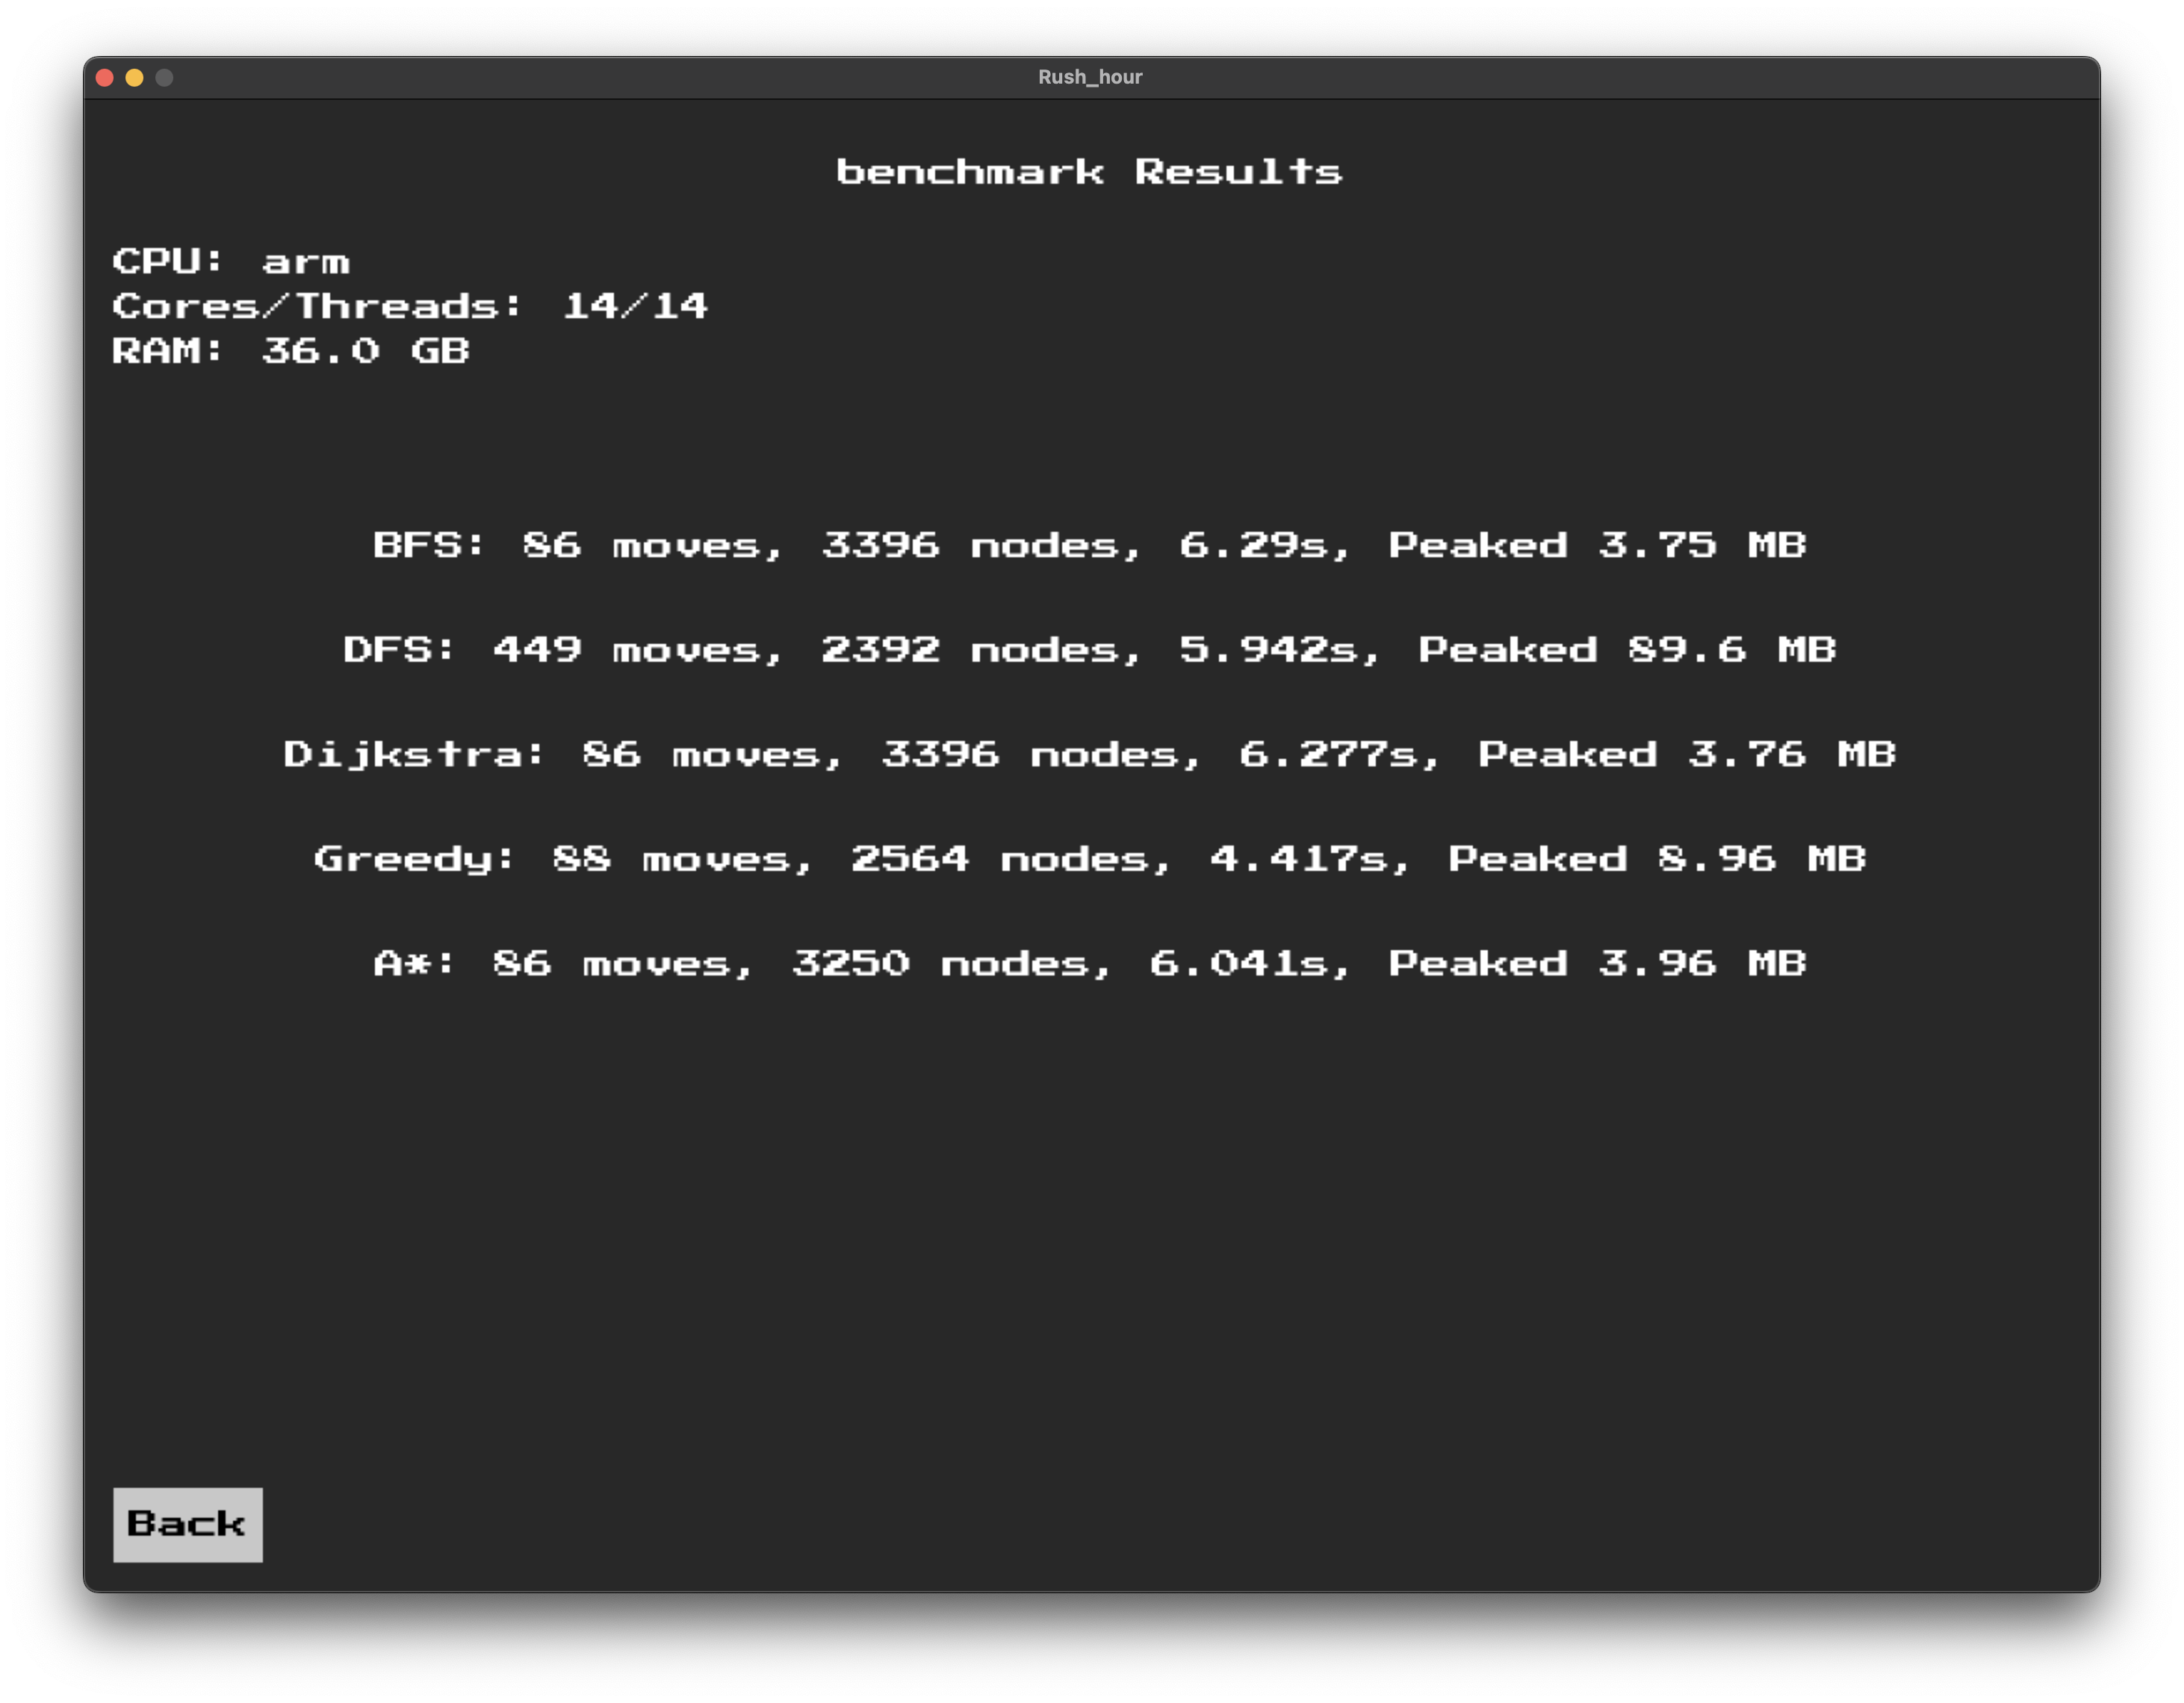 Rush_hour
benchmark Results
CPU: arm
Cores/Threads: 14/14
RAM: 36.0 GB
BFS: 86 moves, 3396 nodes, 6.29s, Peaked 3.75 MB
DFS: 449 moves, 2392 nodes, 5.942s, Peaked 89.6 MB
Dijkstra: 86 moves, 3396 nodes, 6.277s, Peaked 3.76 MB
Greedy: 88 moves, 2564 nodes, 4.417s, Peaked 8.96 MB
A*: 86 moves, 3250 nodes, 6.041s, Peaked 3.96 MB
Back